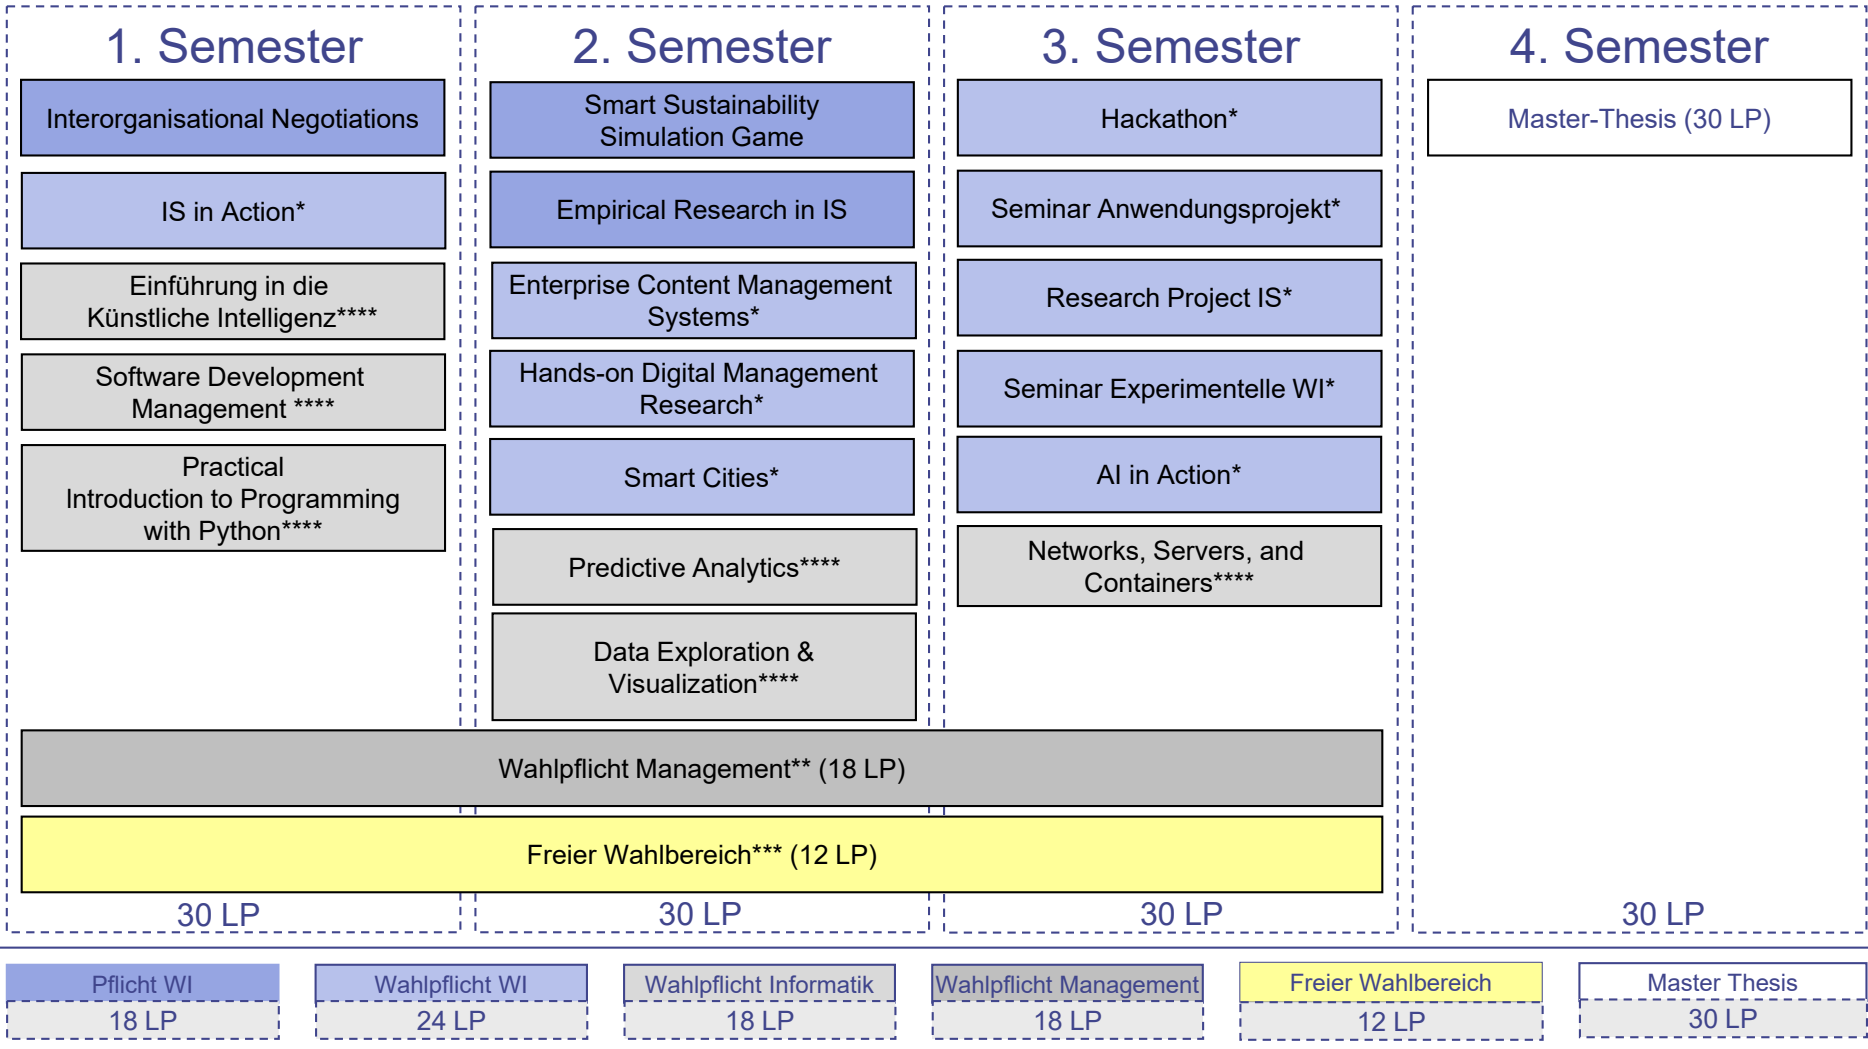 1. Semester
Interorganisational Negotiations
IS in Action*
Einführung in die
Künstliche Intelligenz****
Software Development
Management ****
Practical
Introduction to Programming
with Python****
2. Semester
Smart Sustainability
Simulation Game
Empirical Research in IS
Enterprise Content Management
Systems*
Hands-on Digital Management
Research*
Smart Cities*
Predictive Analytics****
Data Exploration &
Visualization****
3. Semester
Hackathon*
Seminar Anwendungsprojekt*
Research Project IS*
Seminar Experimentelle WI*
AI in Action*
Networks, Servers, and
Containers****
4. Semester
Master-Thesis (30 LP)
Wahlpflicht Management** (18 LP)
Freier Wahlbereich*** (12 LP)
30 LP
30 LP
30 LP
30 LP
Pflicht WI
18 LP
Wahlpflicht WI
24 LP
Wahlpflicht Informatik
18 LP
Wahlpflicht Management
18 LP
Freier Wahlbereich
12 LP
Master Thesis
30 LP